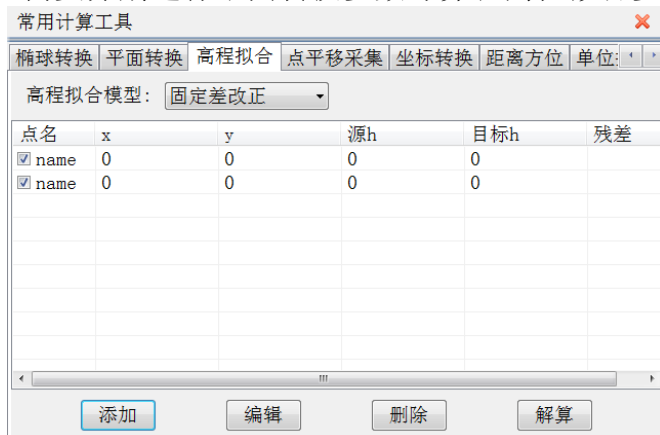 常用计算工具
椭球转换 平面转换 高程拟合 点平移采集 坐标转换 距离方位 单位
高程拟合模型: 固定差改正
点名 x y 源h 目标h 残差
name 0 0 0 0
name 0 0 0 0
添加 编辑 删除 解算